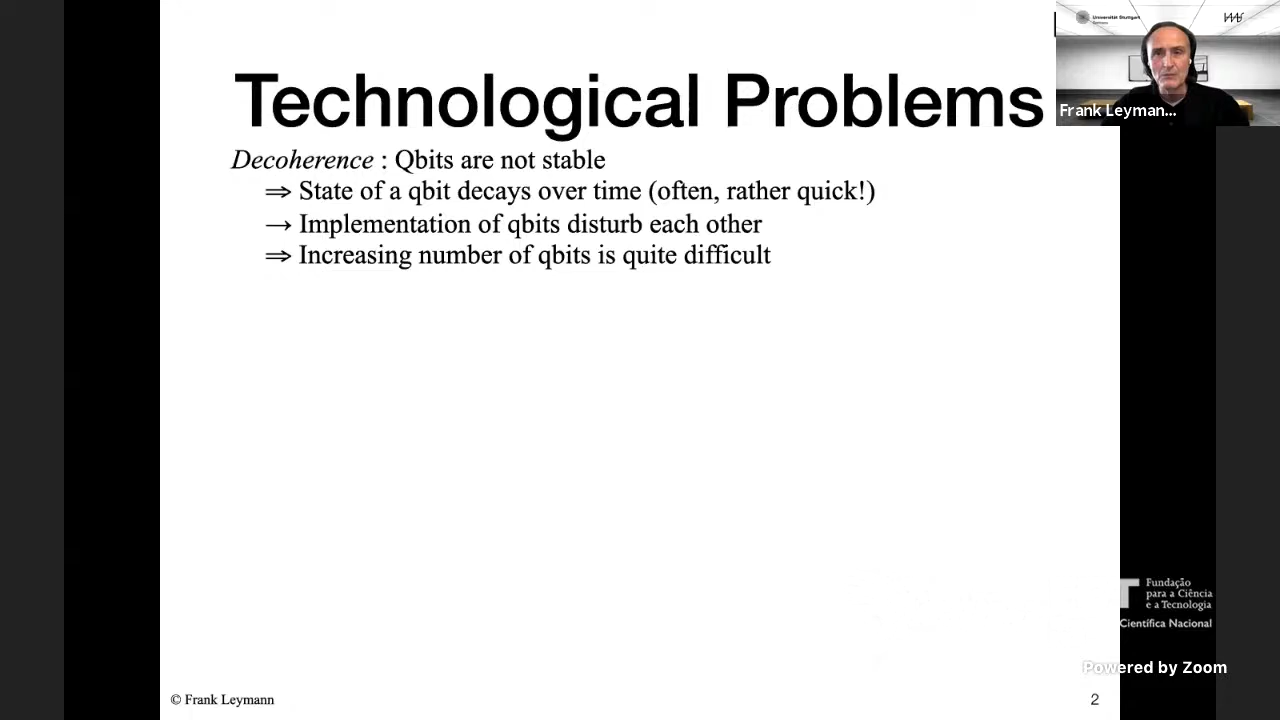 Technological Problems
Decoherence : Qbits are not stable
⇒ State of a qbit decays over time (often, rather quick!)
→ Implementation of qbits disturb each other
⇒ Increasing number of qbits is quite difficult
Universität Stuttgart
Frank Leyman...
Fundação
para a Ciência
e a Tecnologia
Científica Nacional
Powered by Zoom
© Frank Leymann
2